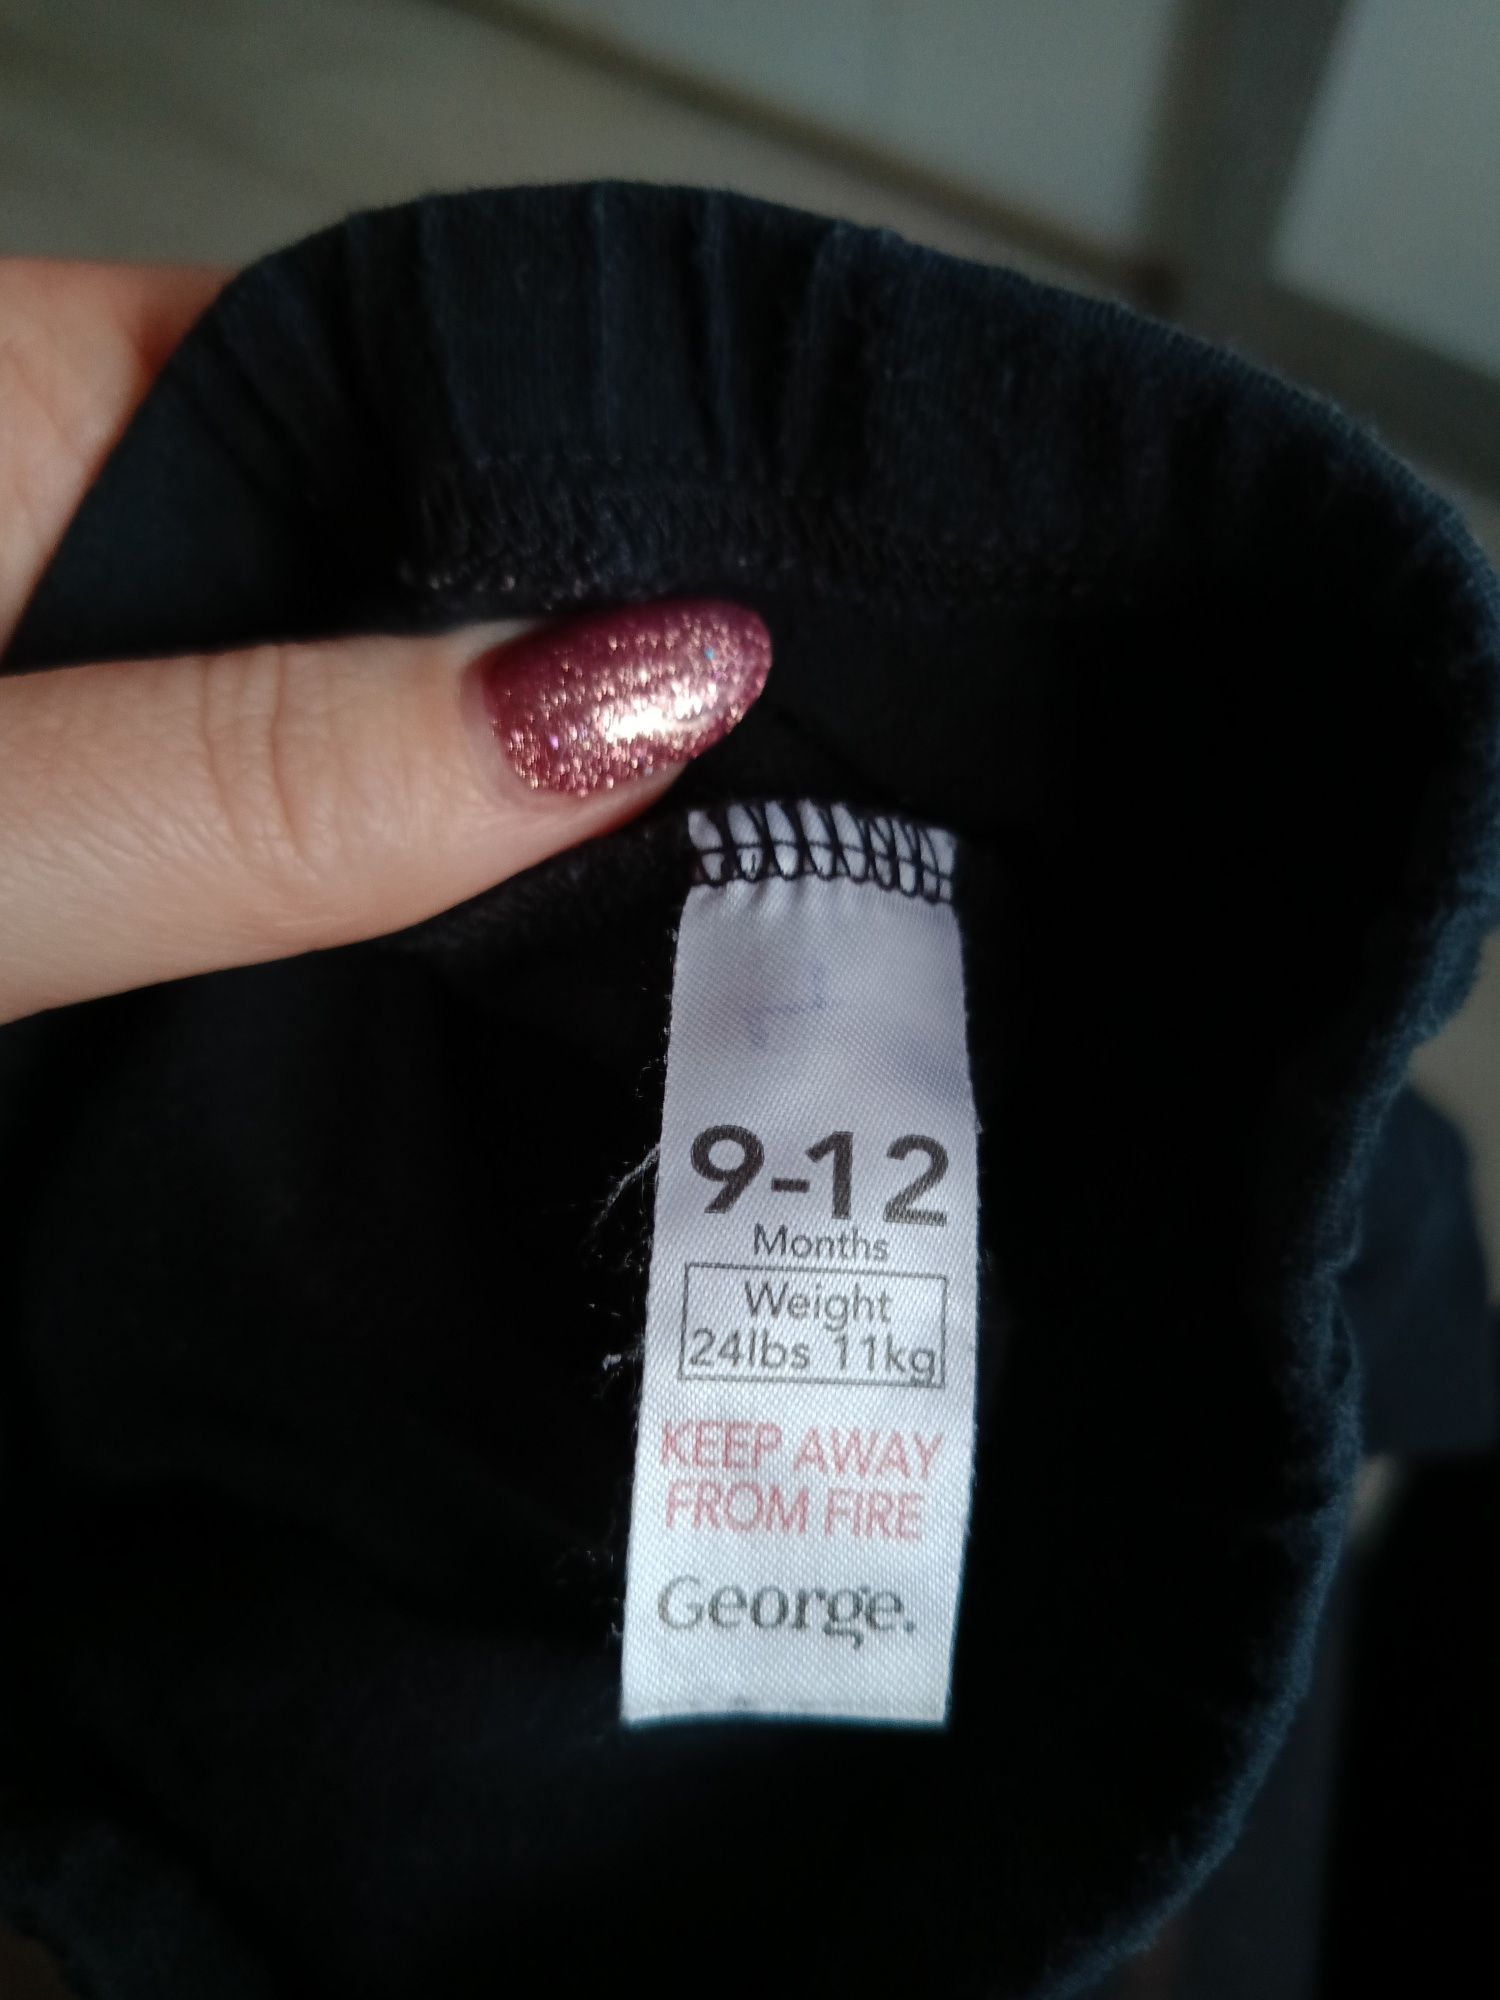 9-12
Months
Weight
24lbs 11kg
KEEP AWAY
FROM FIRE
George.